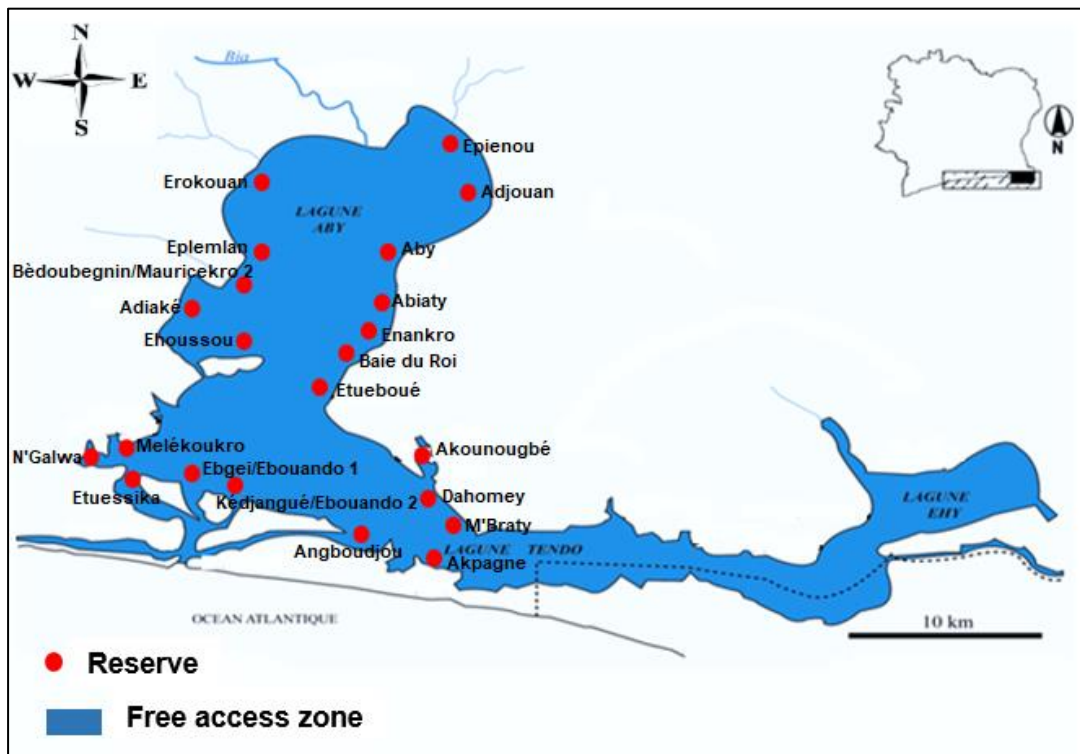 N
W E
S
Bia
N
Epienou
Erokouan
Adjouan
LAGUNE
ABY
Eplemlan
Aby
Bèdoubegnin/Mauricekro 2
Adiaké
Abiaty
Enankro
Ehoussou
Baie du Roi
Etueboué
Melékoukro
Akounougbé
N'Galwa
Ebgeï/Ebouando 1
Etuessika
Kédjangué/Ebouando 2
Dahomey
LAGUNE
EHY
M'Braty
Angboudjou
LAGUNE TENDO
Akpagne
OCEAN ATLANTIQUE
10 km
Reserve
Free access zone